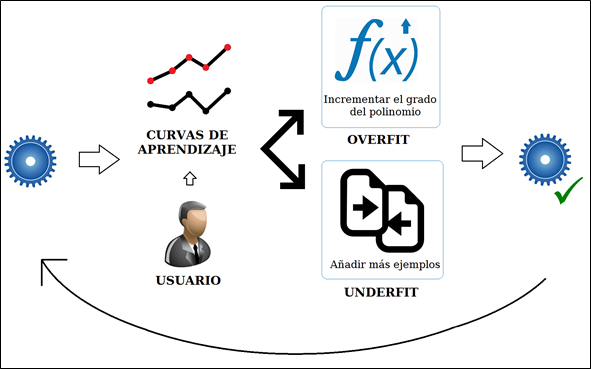 f(x)
Incrementar el grado
del polinomio
OVERFIT
CURVAS DE
APRENDIZAJE
USUARIO
Añadir más ejemplos
UNDERFIT